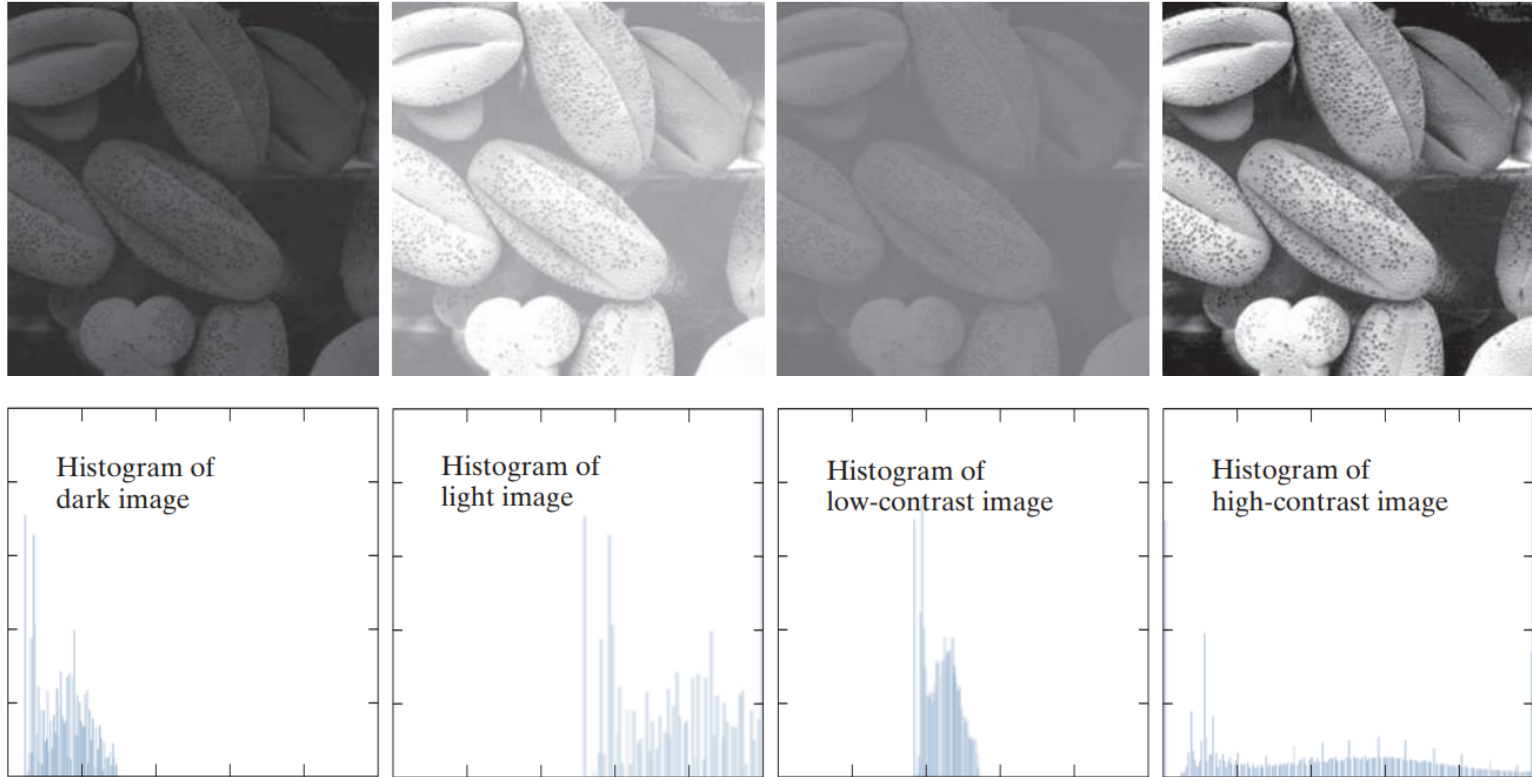 Histogram of
dark image
Histogram of
light image
Histogram of
low-contrast image
Histogram of
high-contrast image